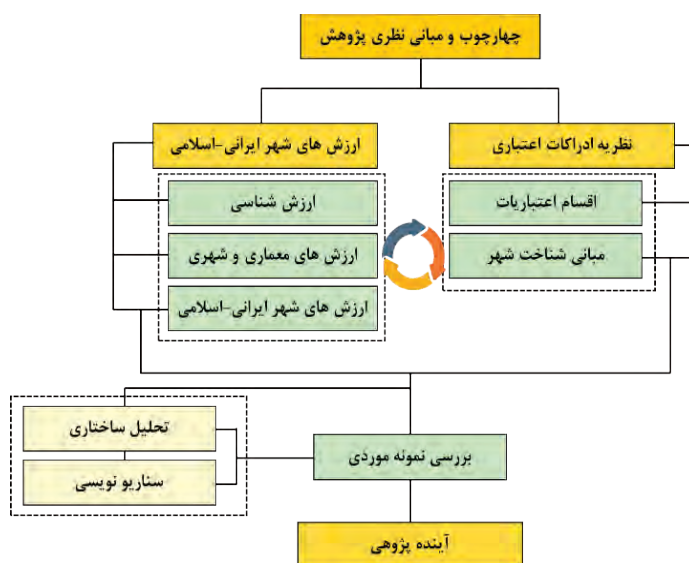 چهارچوب و مبانی نظری پژوهش
نظریه ادراکات اعتباری
ارزش های شهر ایرانی-اسلامی
اقسام اعتباریات
ارزش شناسی
مبانی شناخت شهر
ارزش های معماری و شهری
ارزش های شهر ایرانی-اسلامی
تحلیل ساختاری
بررسی نمونه موردی
سناریو نویسی
آینده پژوهی